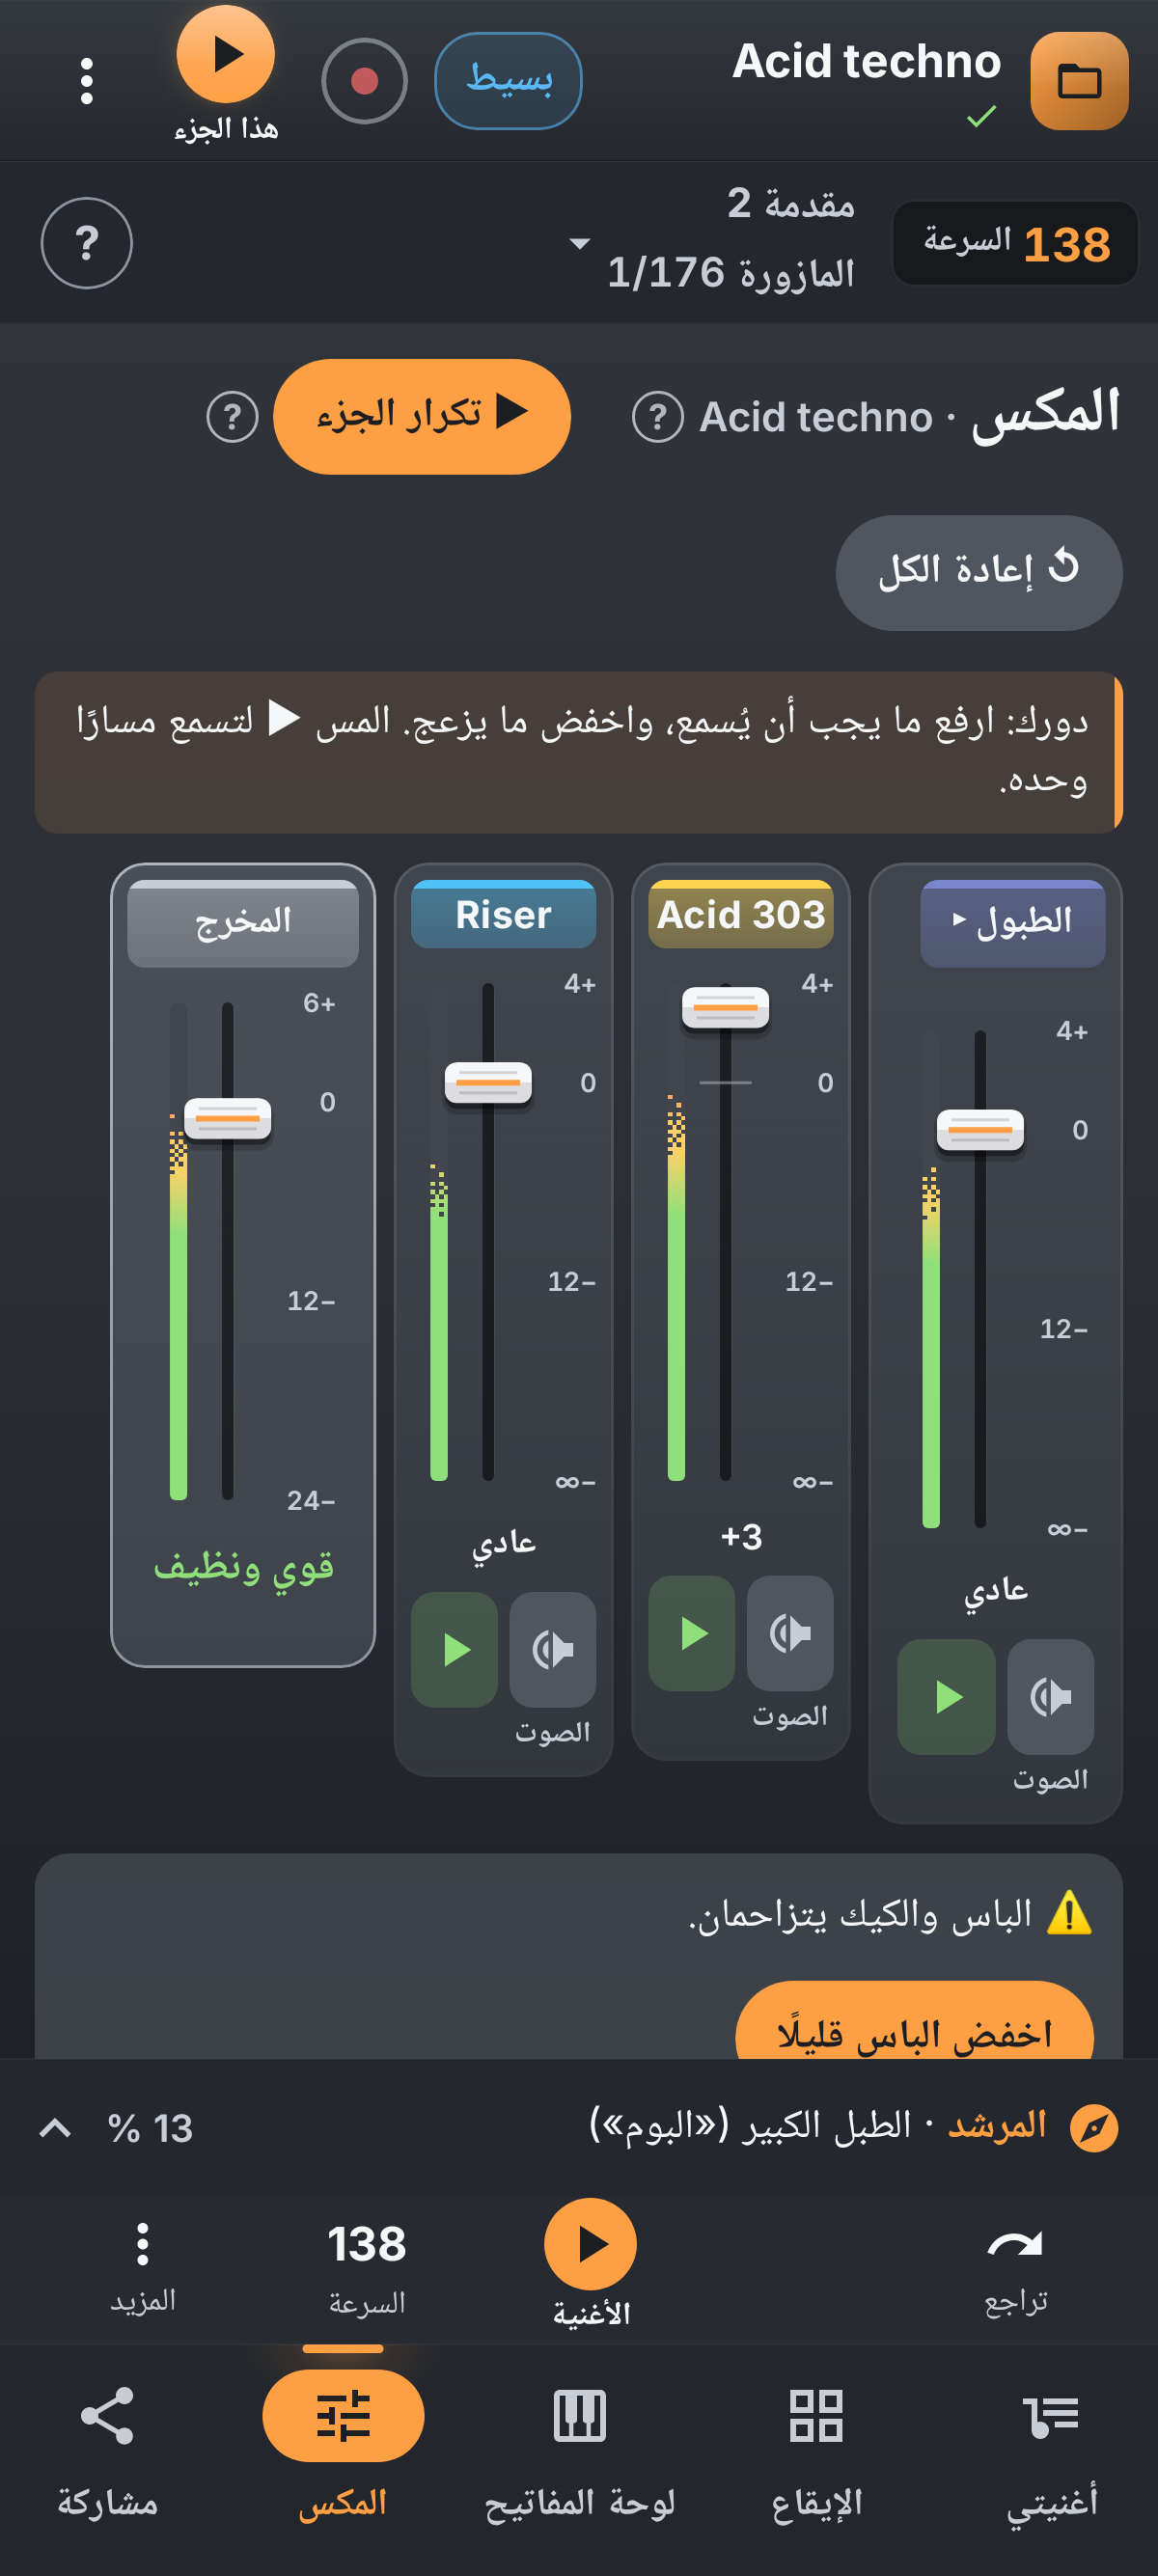 Acid techno
بسيط
هذا الجزء
138 السرعة
مقدمة 2
المازورة 1/176
?
المكس · Acid techno ?
تكرار الجزء ?
إعادة الكل
دورك: ارفع ما يجب أن يُسمع، واخفض ما يزعج. المس ▶ لتسمع مسارًا
وحده.
الطبول
+4
0
−12
−∞
عادي
الصوت
Acid 303
+4
0
−12
−∞
+3
الصوت
Riser
+4
0
−12
−∞
عادي
الصوت
المخرج
+6
0
−12
−24
قوي ونظيف
⚠️ الباس والكيك يتزاحمان.
اخفض الباس قليلًا
المرشد · الطبل الكبير («البوم»)
13 %
تراجع
الأغنية
138
السرعة
المزيد
أغنيتي
الإيقاع
لوحة المفاتيح
المكس
مشاركة